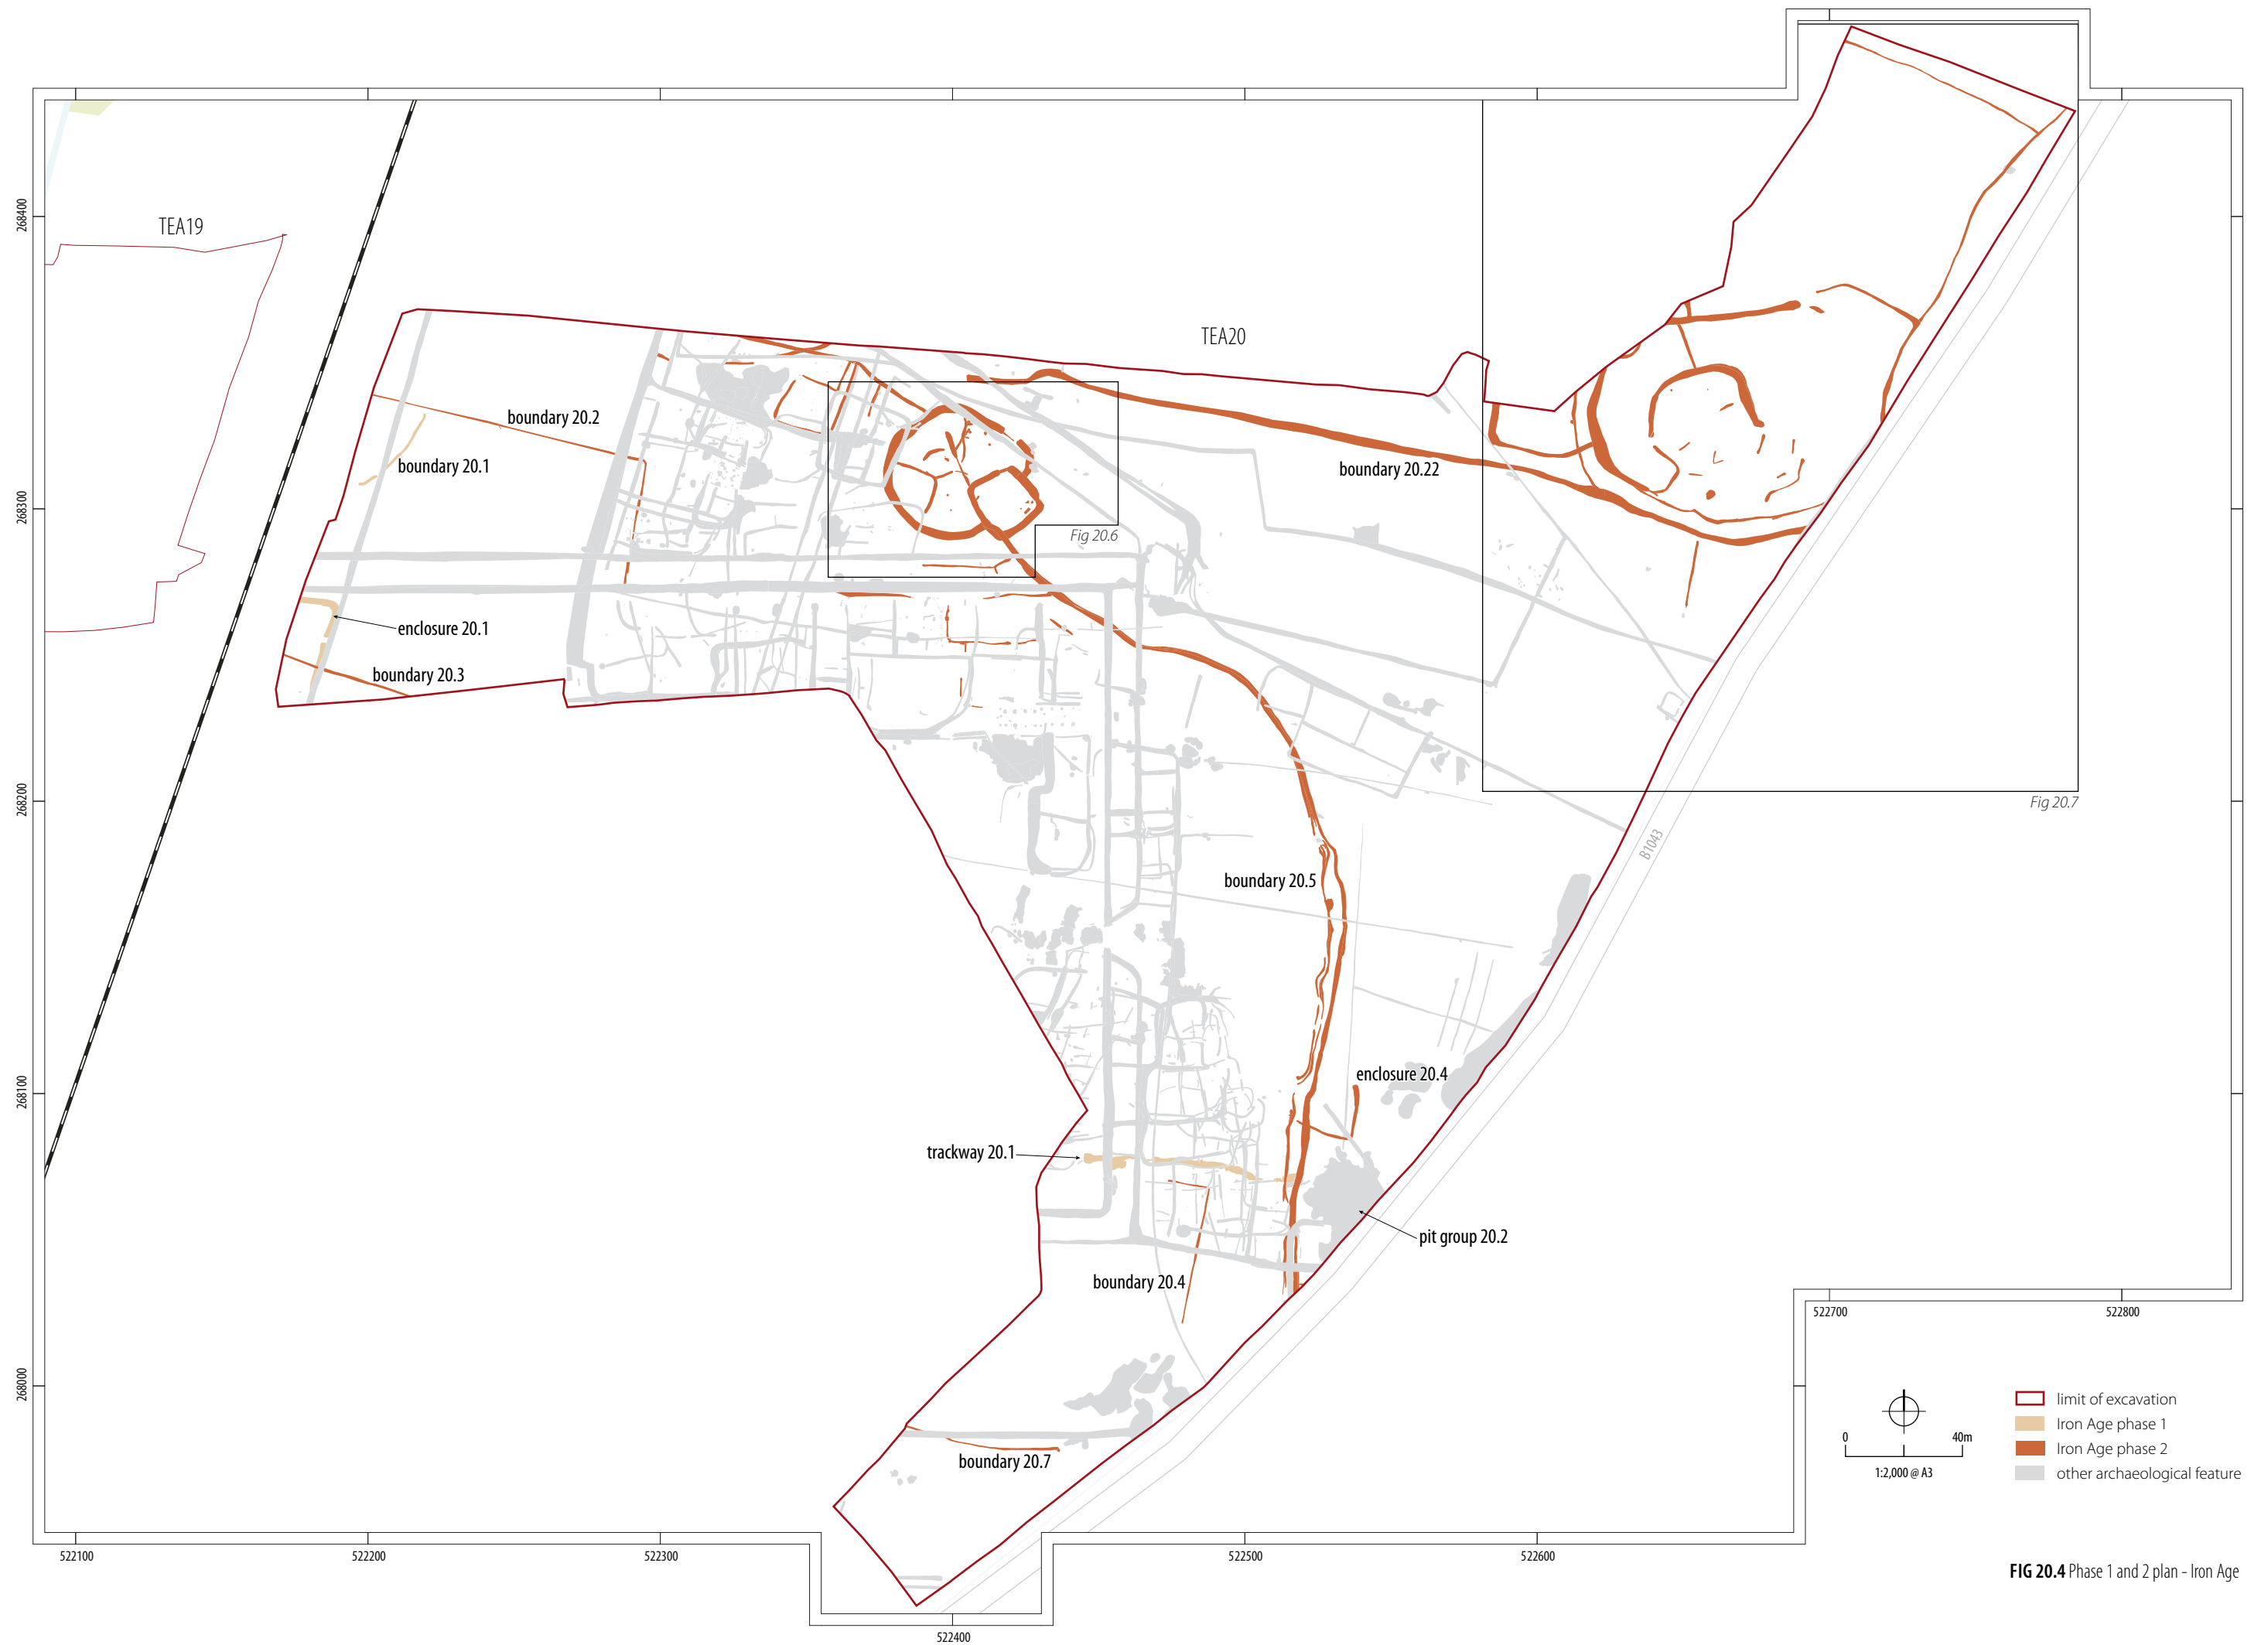 TEA19
TEA20
268400
boundary 20.2
boundary 20.1
boundary 20.22
268300
Fig 20.6
enclosure 20.1
boundary 20.3
268200
Fig 20.7
B1043
boundary 20.5
268100
enclosure 20.4
trackway 20.1
pit group 20.2
boundary 20.4
522700
522800
268000
boundary 20.7
0
40m
1:2,000 @ A3
limit of excavation
Iron Age phase 1
Iron Age phase 2
other archaeological feature
522100
522200
522300
522500
522600
522400
FIG 20.4 Phase 1 and 2 plan - Iron Age